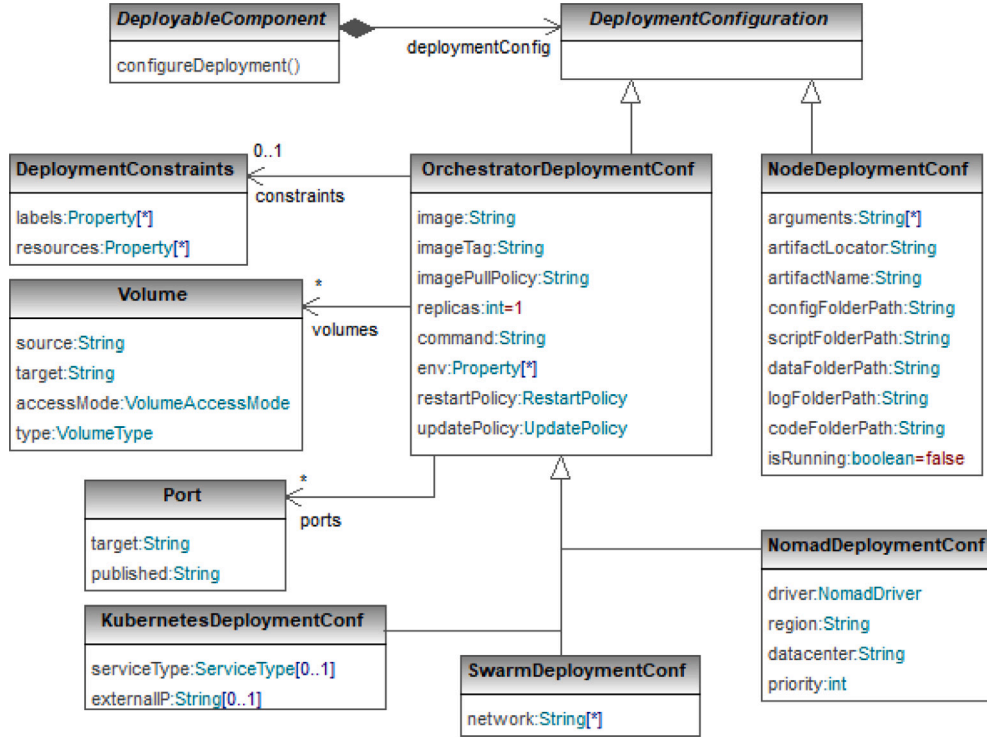 DeployableComponent
configureDeployment()
deploymentConfig
DeploymentConfiguration
DeploymentConstraints
labels:Property[*]
resources:Property[*]
0..1
constraints
OrchestratorDeploymentConf
image:String
imageTag:String
imagePullPolicy:String
replicas:int=1
command:String
env:Property[*]
restartPolicy:RestartPolicy
updatePolicy:UpdatePolicy
NodeDeploymentConf
arguments:String[*]
artifactLocator:String
artifactName:String
configFolderPath:String
scriptFolderPath:String
dataFolderPath:String
logFolderPath:String
codeFolderPath:String
isRunning:boolean=false
Volume
source:String
target:String
accessMode:VolumeAccessMode
type:VolumeType
*
volumes
Port
target:String
published:String
*
ports
KubernetesDeploymentConf
serviceType:ServiceType[0..1]
externalIP:String[0..1]
SwarmDeploymentConf
network:String[*]
NomadDeploymentConf
driver:NomadDriver
region:String
datacenter:String
priority:int